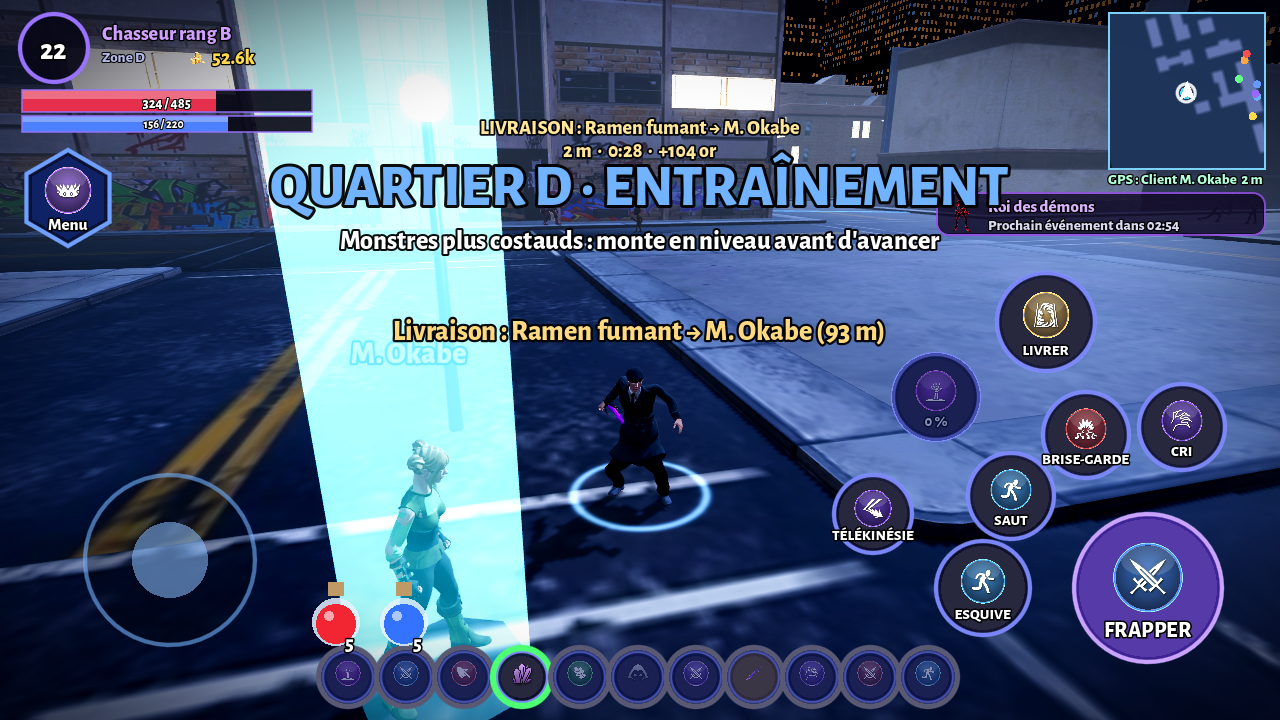 22
Chasseur rang B
Zone D
52.6k
324 / 485
156 / 220
Menu
LIVRAISON : Ramen fumant → M. Okabe
2 m · 0:28 · +104 or
QUARTIER D · ENTRAÎNEMENT
Monstres plus costauds : monte en niveau avant d'avancer
GPS : Client M. Okabe 2 m
Roi des démons
Prochain événement dans 02:54
Livraison : Ramen fumant → M. Okabe (93 m)
M. Okabe
LIVRER
0 %
BRISE-GARDE
CRI
SAUT
TÉLÉKINÉSIE
ESQUIVE
FRAPPER
5
5